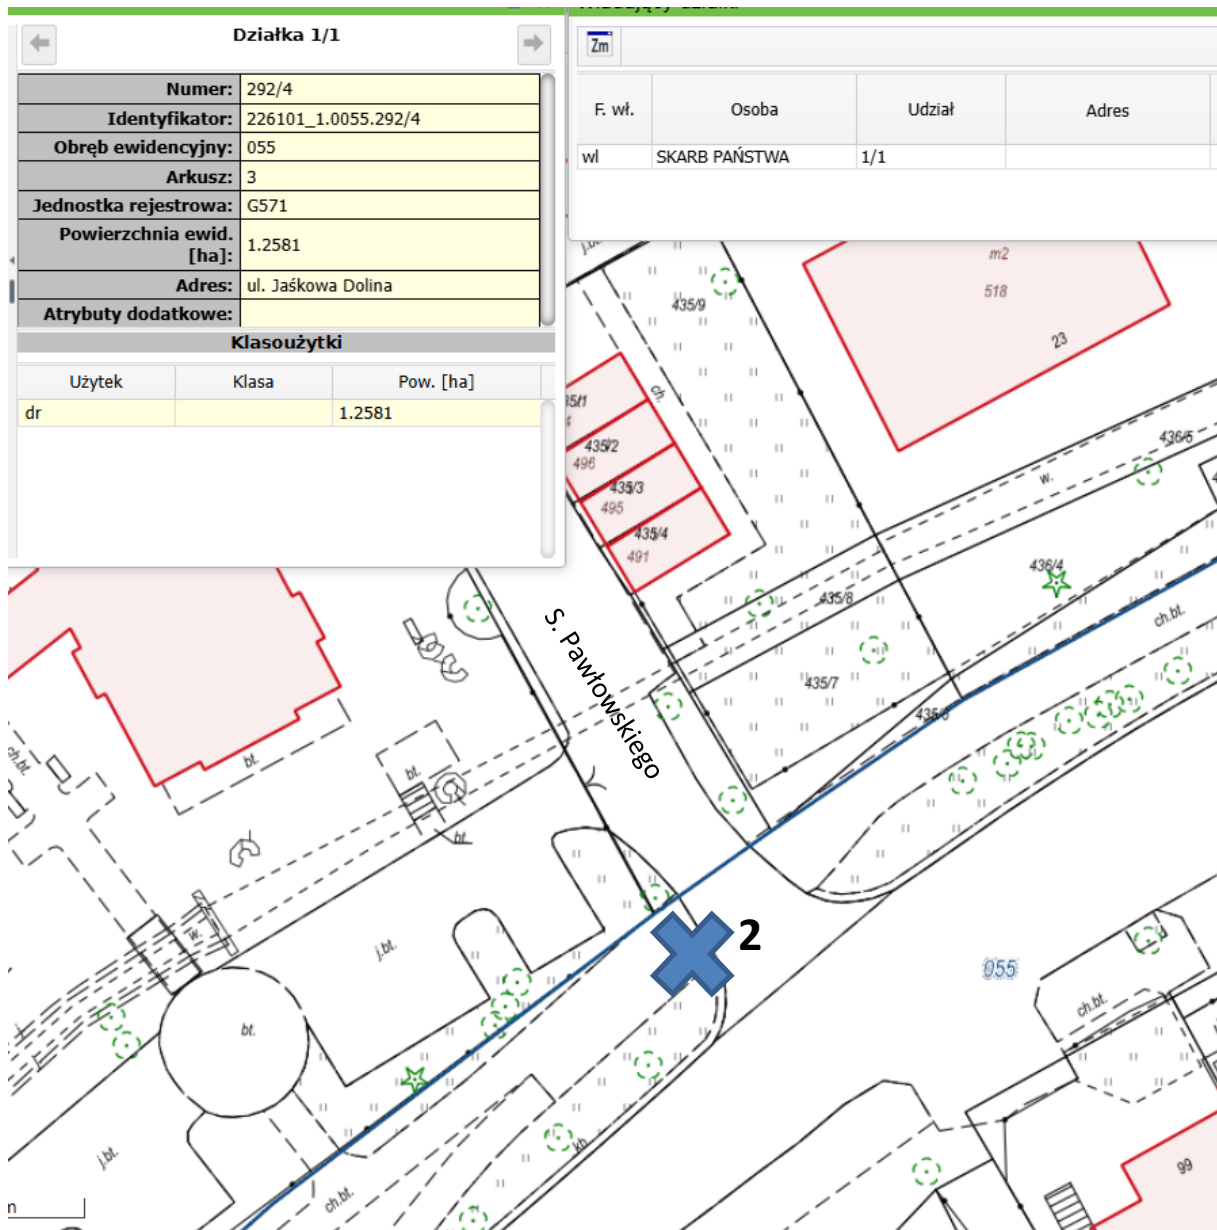 Działka 1/1
Numer: 292/4
Identyfikator: 226101_1.0055.292/4
Obręb ewidencyjny: 055
Arkusz: 3
Jednostka rejestrowa: G571
Powierzchnia ewid. [ha]: 1.2581
Adres: ul. Jaśkowa Dolina
Atrybuty dodatkowe:
Klasoużytki
Użytek Klasa Pow. [ha]
dr 1.2581
Zm
F. wł. Osoba Udział Adres
wl SKARB PAŃSTWA 1/1
m2
518
435/9
23
ch.
436/5
435/2
496
w.
435/3
495
435/4
491
436/4
435/8
ch.bt.
S. Pawłowskiego
435/7
bt.
ch.bt.
bt.
bt.
2
w.
j.bt.
055
ch.bt.
bt.
kh
j.bt.
99
ch.bt.
m